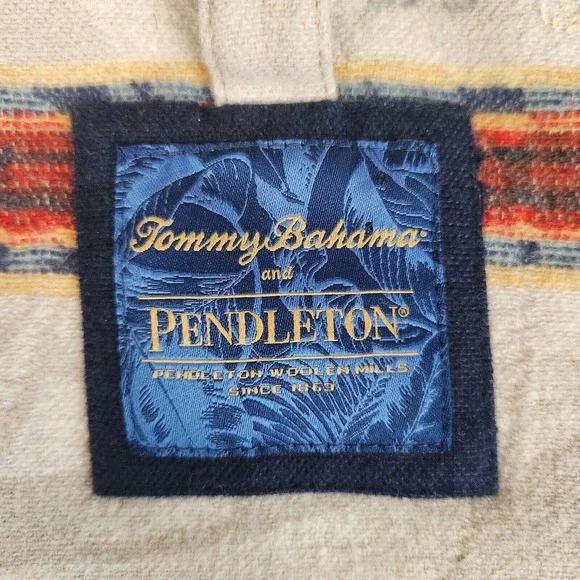 Tommy Bahama®
and
PENDLETON®
PENDLETON WOOLEN MILLS
SINCE 1863